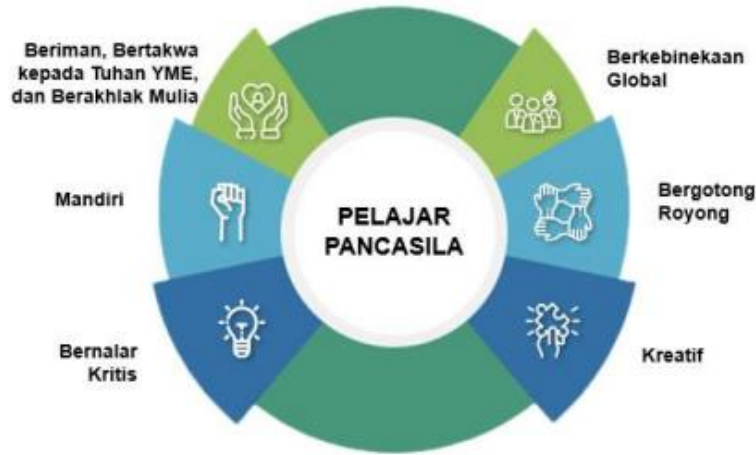 Beriman, Bertakwa
kepada Tuhan YME,
dan Berakhlak Mulia
Mandiri
Bernalar
Kritis
PELAJAR
PANCASILA
Berkebinekaan
Global
Bergotong
Royong
Kreatif